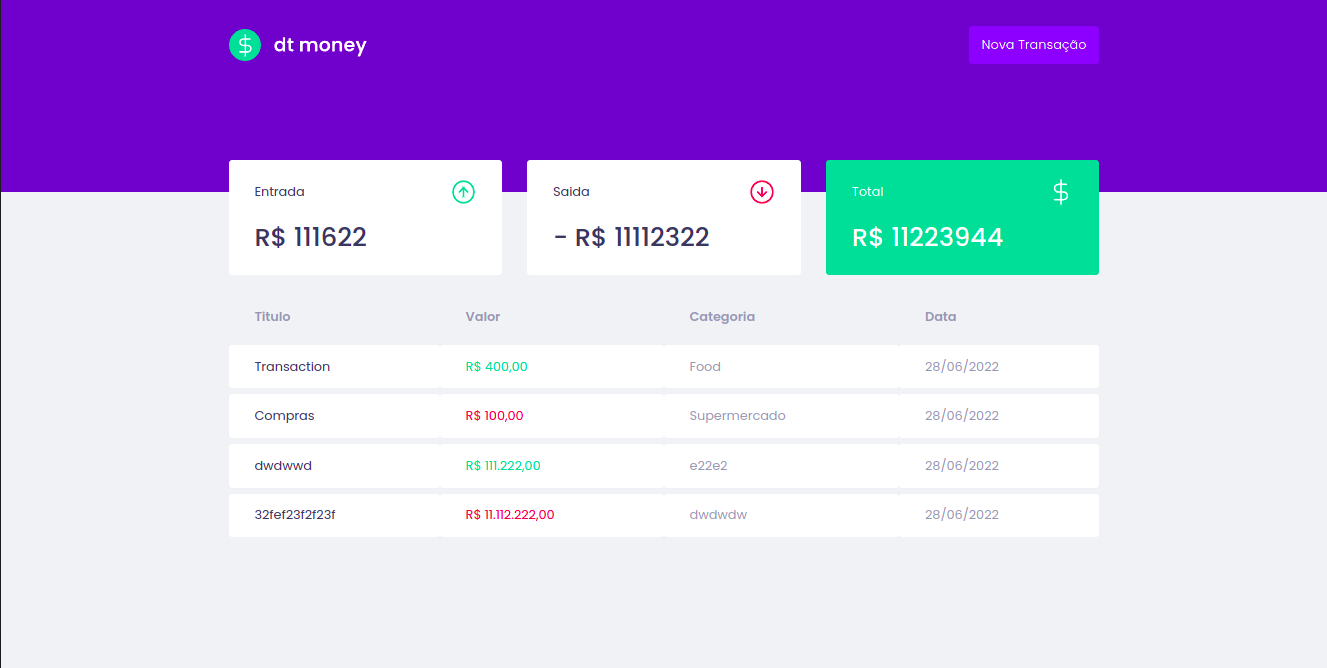 $ dt money
Nova Transação
Entrada
R$ 111622
Saida
- R$ 11112322
Total $
R$ 11223944
Titulo Valor Categoria Data
Transaction R$ 400,00 Food 28/06/2022
Compras R$ 100,00 Supermercado 28/06/2022
dwdwwd R$ 111.222,00 e22e2 28/06/2022
32fef23f2f23f R$ 11.112.222,00 dwdwdw 28/06/2022